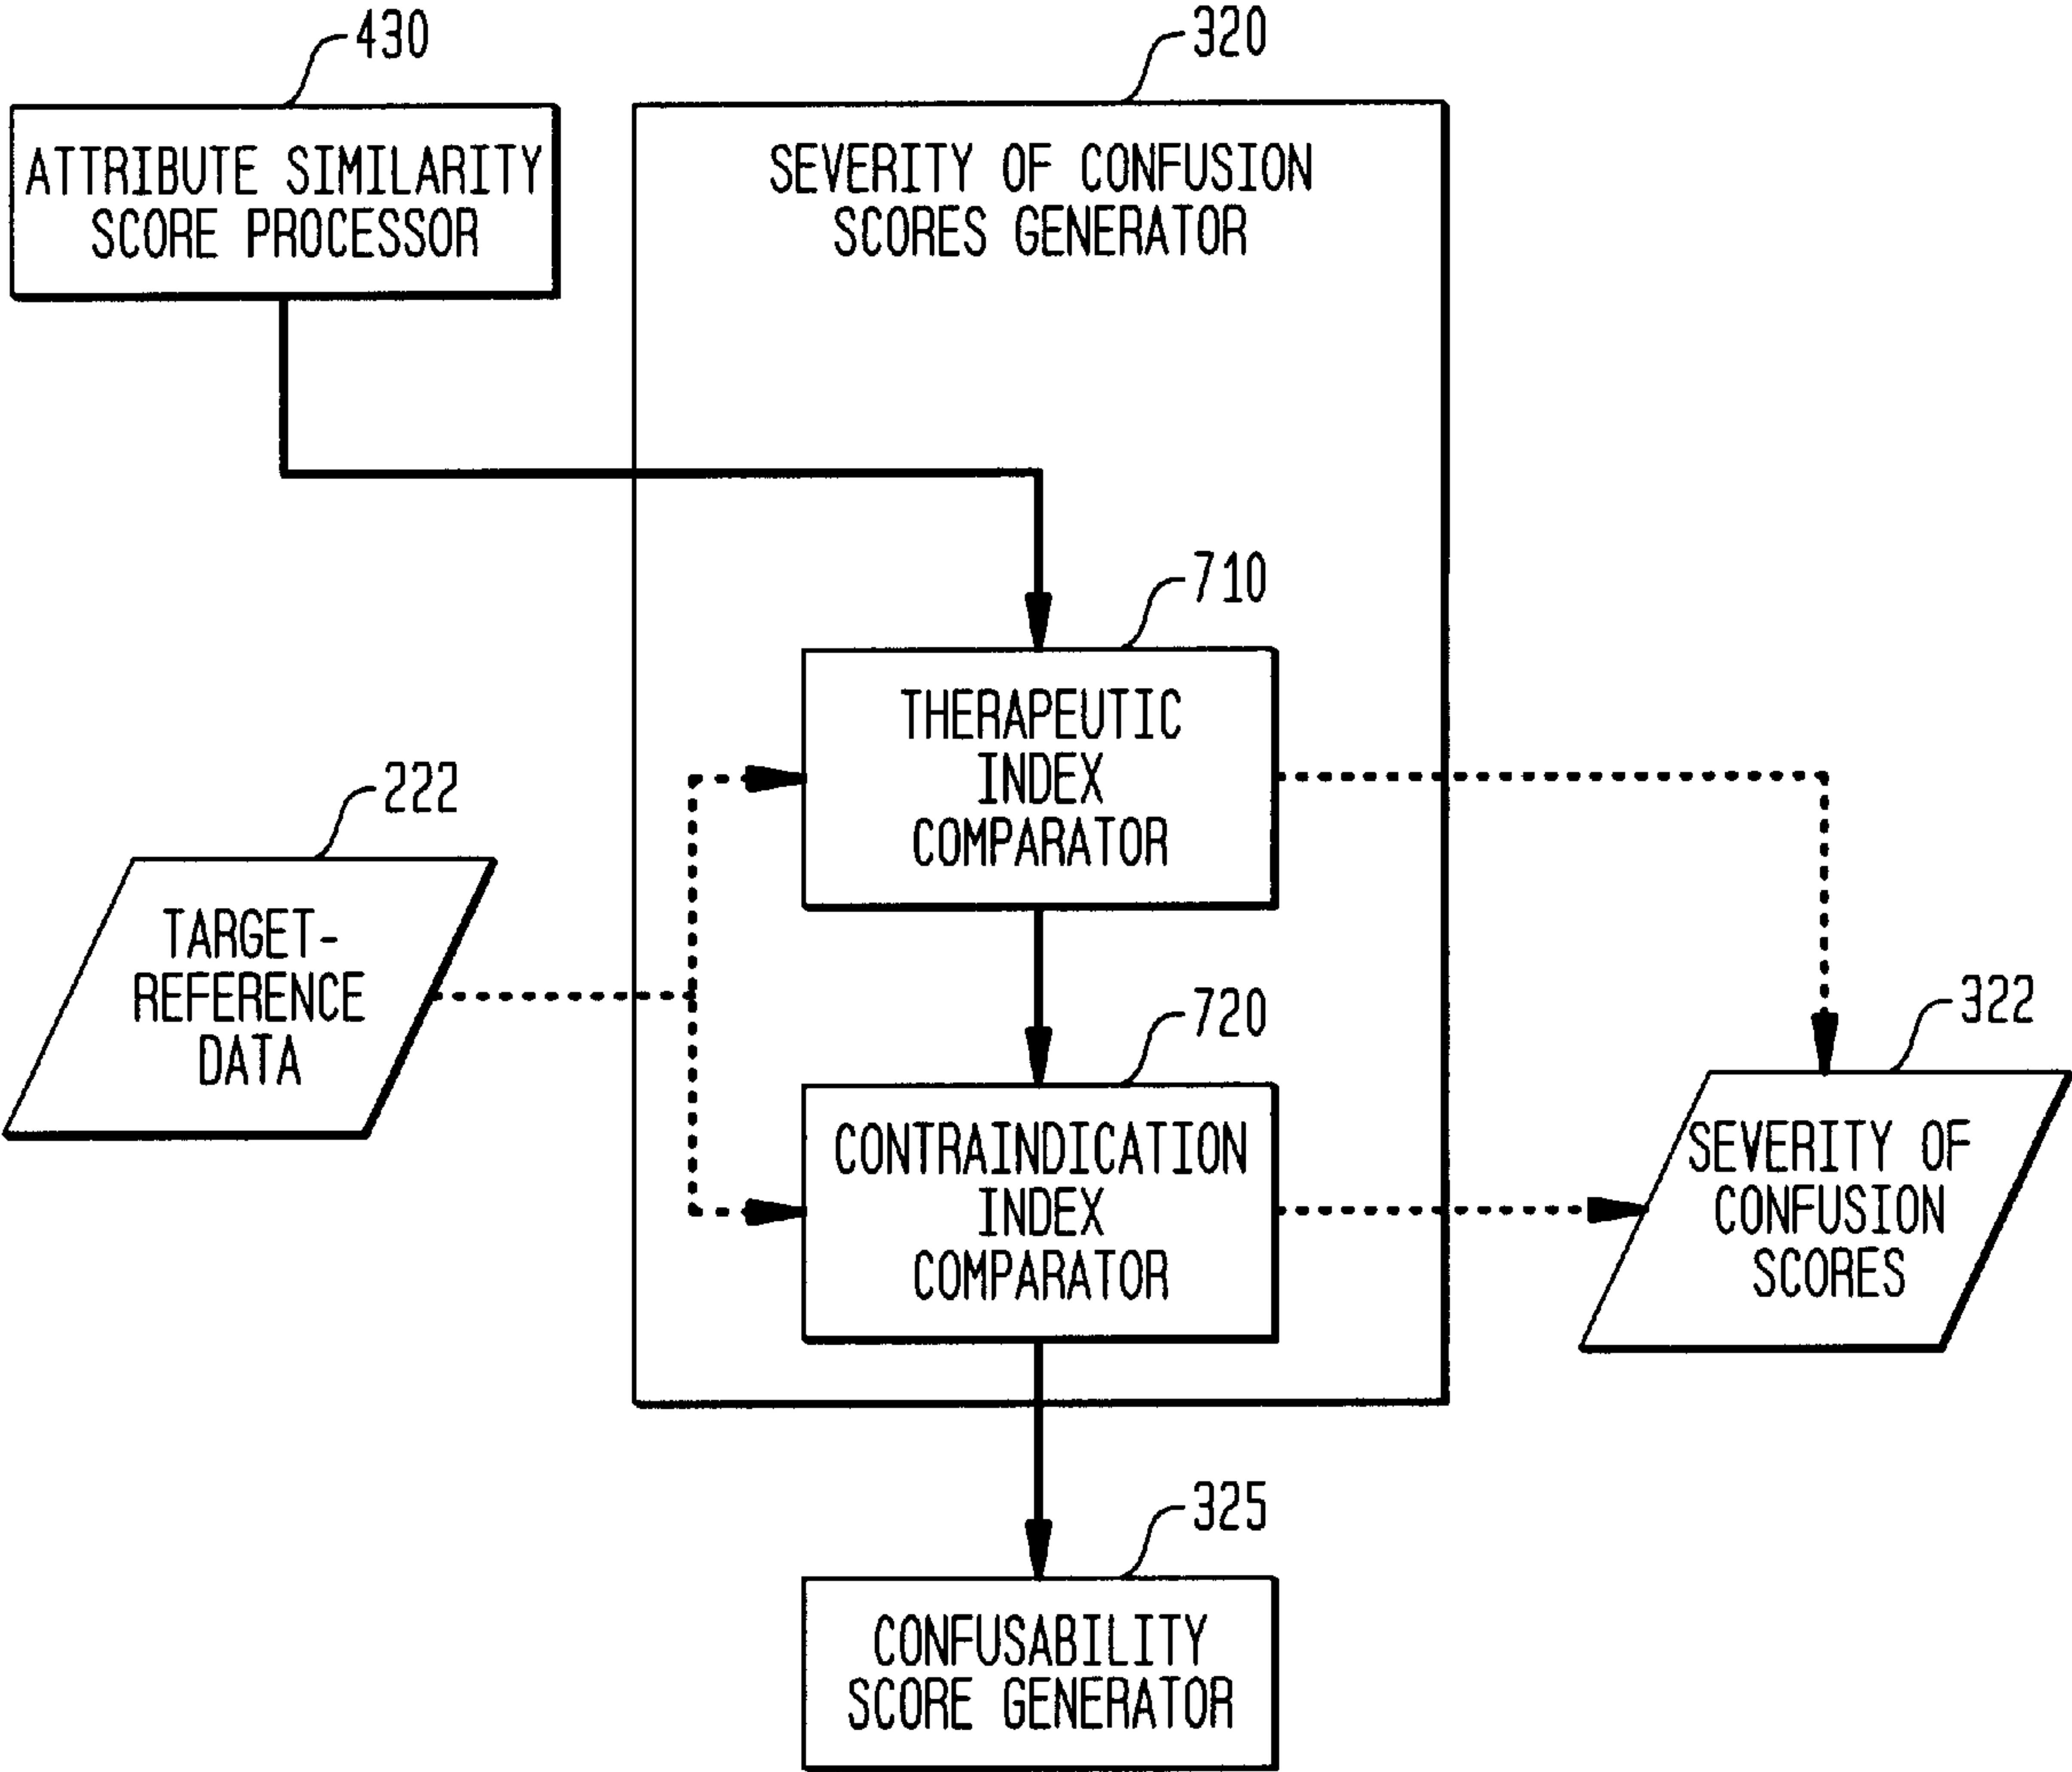 430
320
ATTRIBUTE SIMILARITY
SCORE PROCESSOR
SEVERITY OF CONFUSION
SCORES GENERATOR
710
THERAPEUTIC
INDEX
COMPARATOR
222
TARGET-
REFERENCE
DATA
720
CONTRAINDICATION
INDEX
COMPARATOR
322
SEVERITY OF
CONFUSION
SCORES
325
CONFUSABILITY
SCORE GENERATOR